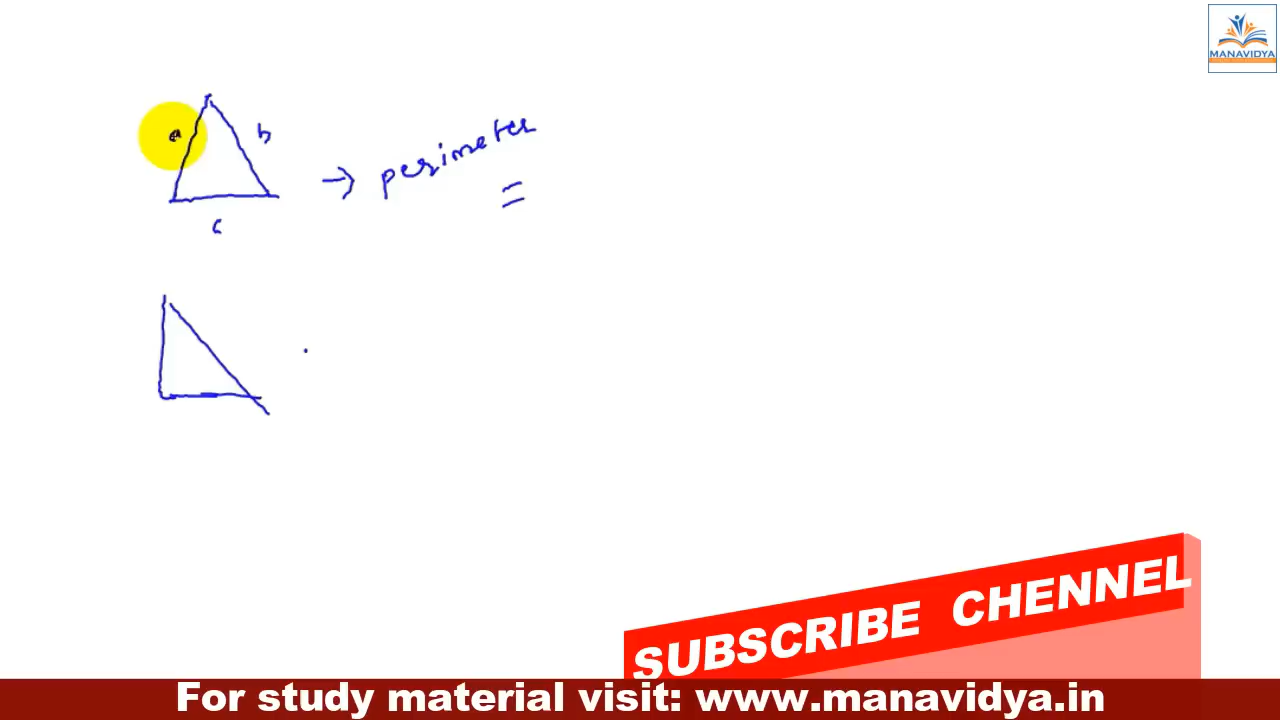 MANAVIDYA
a
b
→ perimeter
=
c
SUBSCRIBE CHENNEL
For study material visit: www.manavidya.in